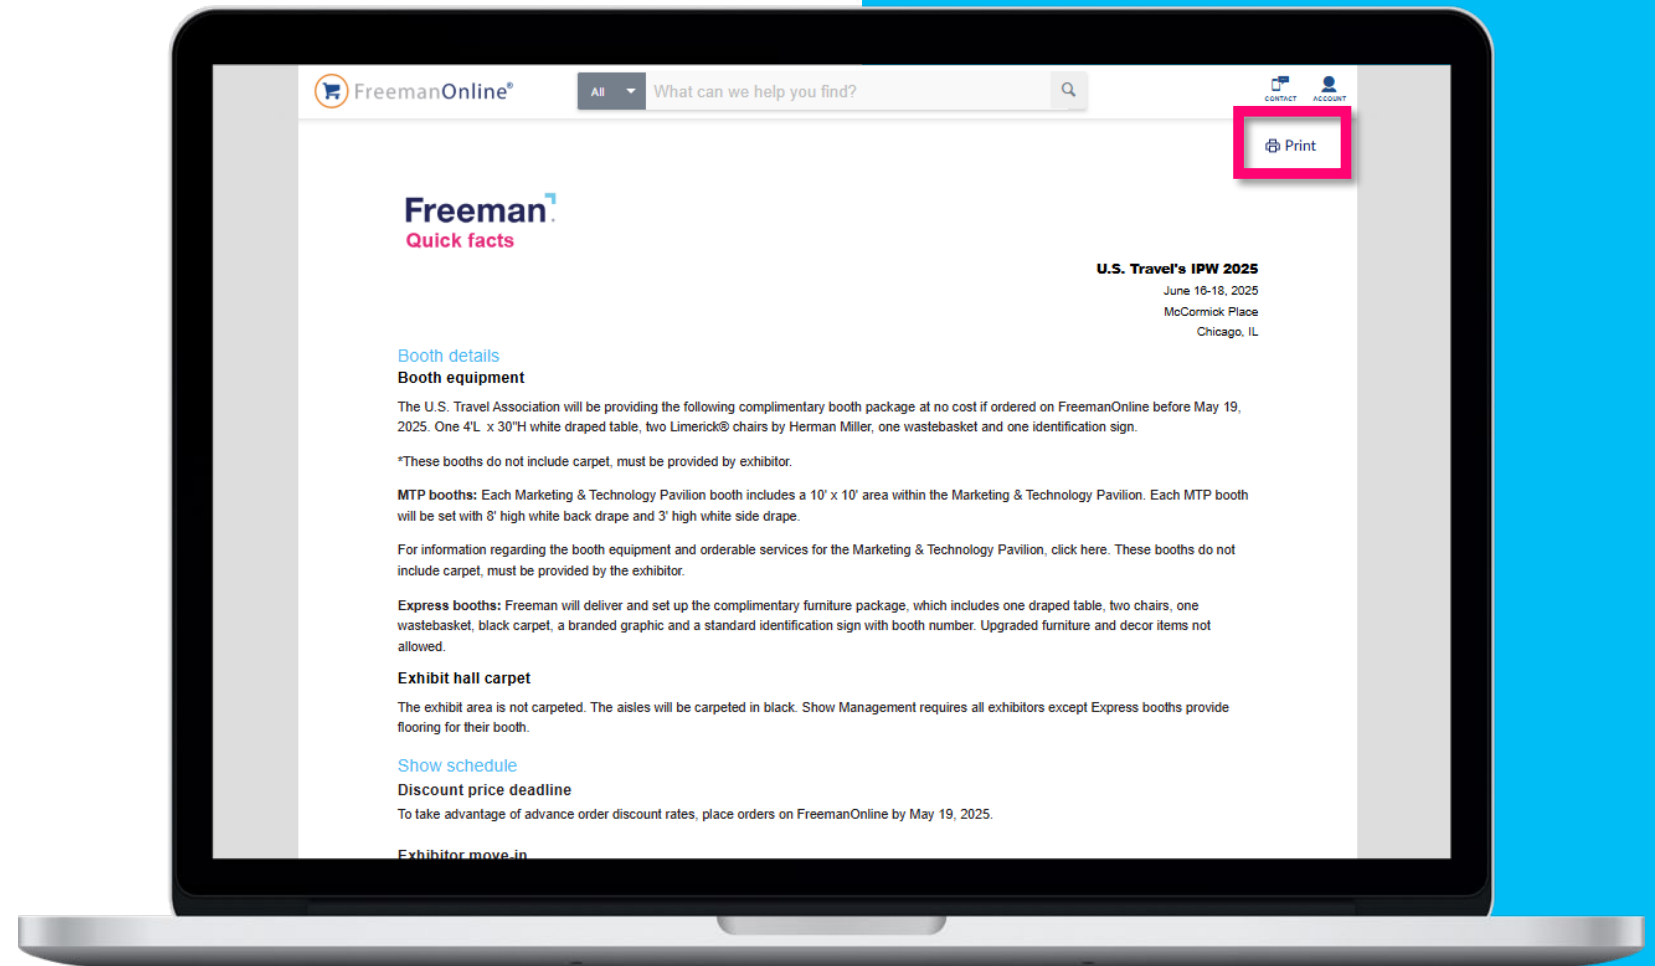 FreemanOnline®
All
What can we help you find?
CONTACT
ACCOUNT
Print
Freeman
Quick facts
U.S. Travel's IPW 2025
June 16-18, 2025
McCormick Place
Chicago, IL
Booth details
Booth equipment
The U.S. Travel Association will be providing the following complimentary booth package at no cost if ordered on FreemanOnline before May 19,
2025. One 4'L x 30"H white draped table, two Limerick® chairs by Herman Miller, one wastebasket and one identification sign.
*These booths do not include carpet, must be provided by exhibitor.
MTP booths: Each Marketing & Technology Pavilion booth includes a 10' x 10' area within the Marketing & Technology Pavilion. Each MTP booth
will be set with 8' high white back drape and 3' high white side drape.
For information regarding the booth equipment and orderable services for the Marketing & Technology Pavilion, click here. These booths do not
include carpet, must be provided by the exhibitor.
Express booths: Freeman will deliver and set up the complimentary furniture package, which includes one draped table, two chairs, one
wastebasket, black carpet, a branded graphic and a standard identification sign with booth number. Upgraded furniture and decor items not
allowed.
Exhibit hall carpet
The exhibit area is not carpeted. The aisles will be carpeted in black. Show Management requires all exhibitors except Express booths provide
flooring for their booth.
Show schedule
Discount price deadline
To take advantage of advance order discount rates, place orders on FreemanOnline by May 19, 2025.
Exhibitor move-in